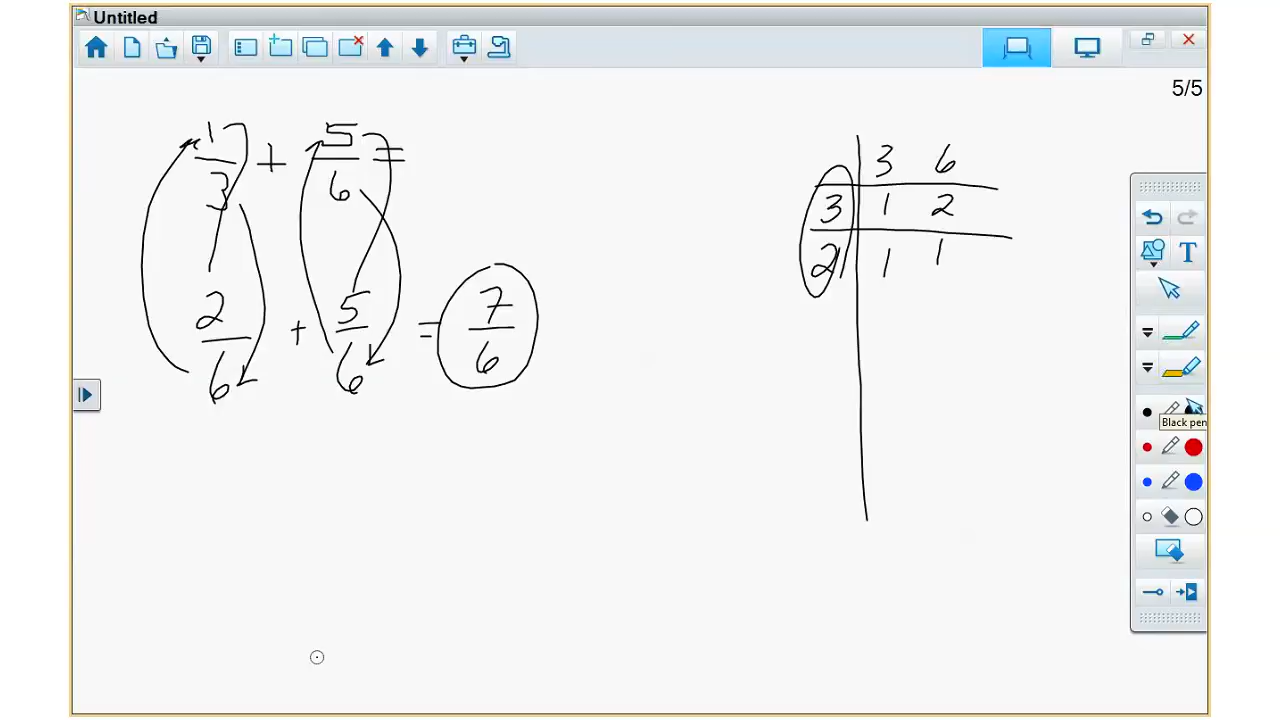 Untitled
5/5
1/3 + 5/6 =
2/6 + 5/6 = 7/6
3 6
3 1 2
2 1 1
T
Black pen